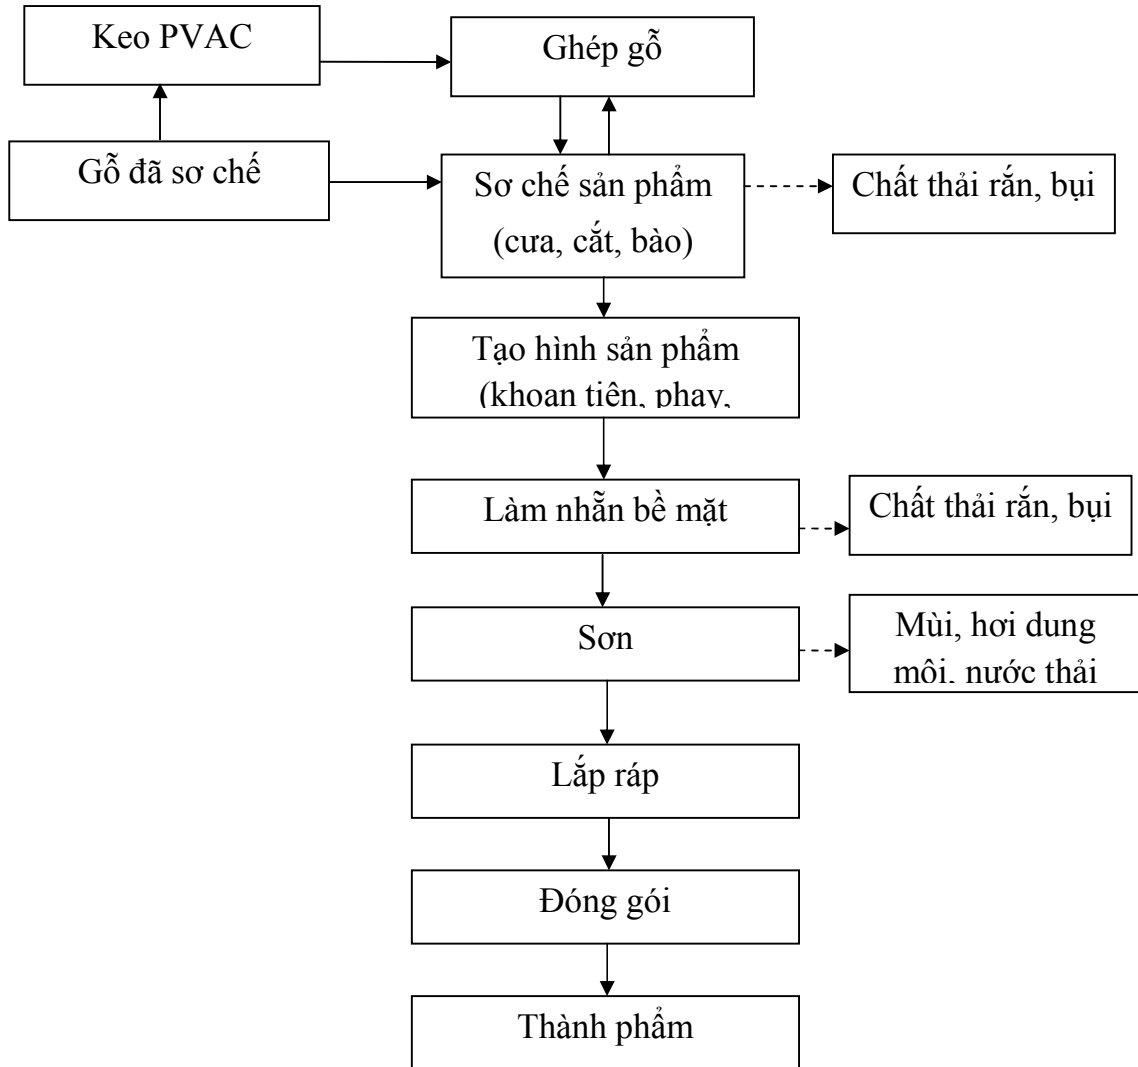 Keo PVAC
Ghép gỗ
Gỗ đã sơ chế
Sơ chế sản phẩm
(cưa, cắt, bào)
Chất thải rắn, bụi
Tạo hình sản phẩm
(khoan tiên, phay,
Làm nhẵn bề mặt
Chất thải rắn, bụi
Sơn
Mùi, hơi dung
môi, nước thải
Lắp ráp
Đóng gói
Thành phẩm